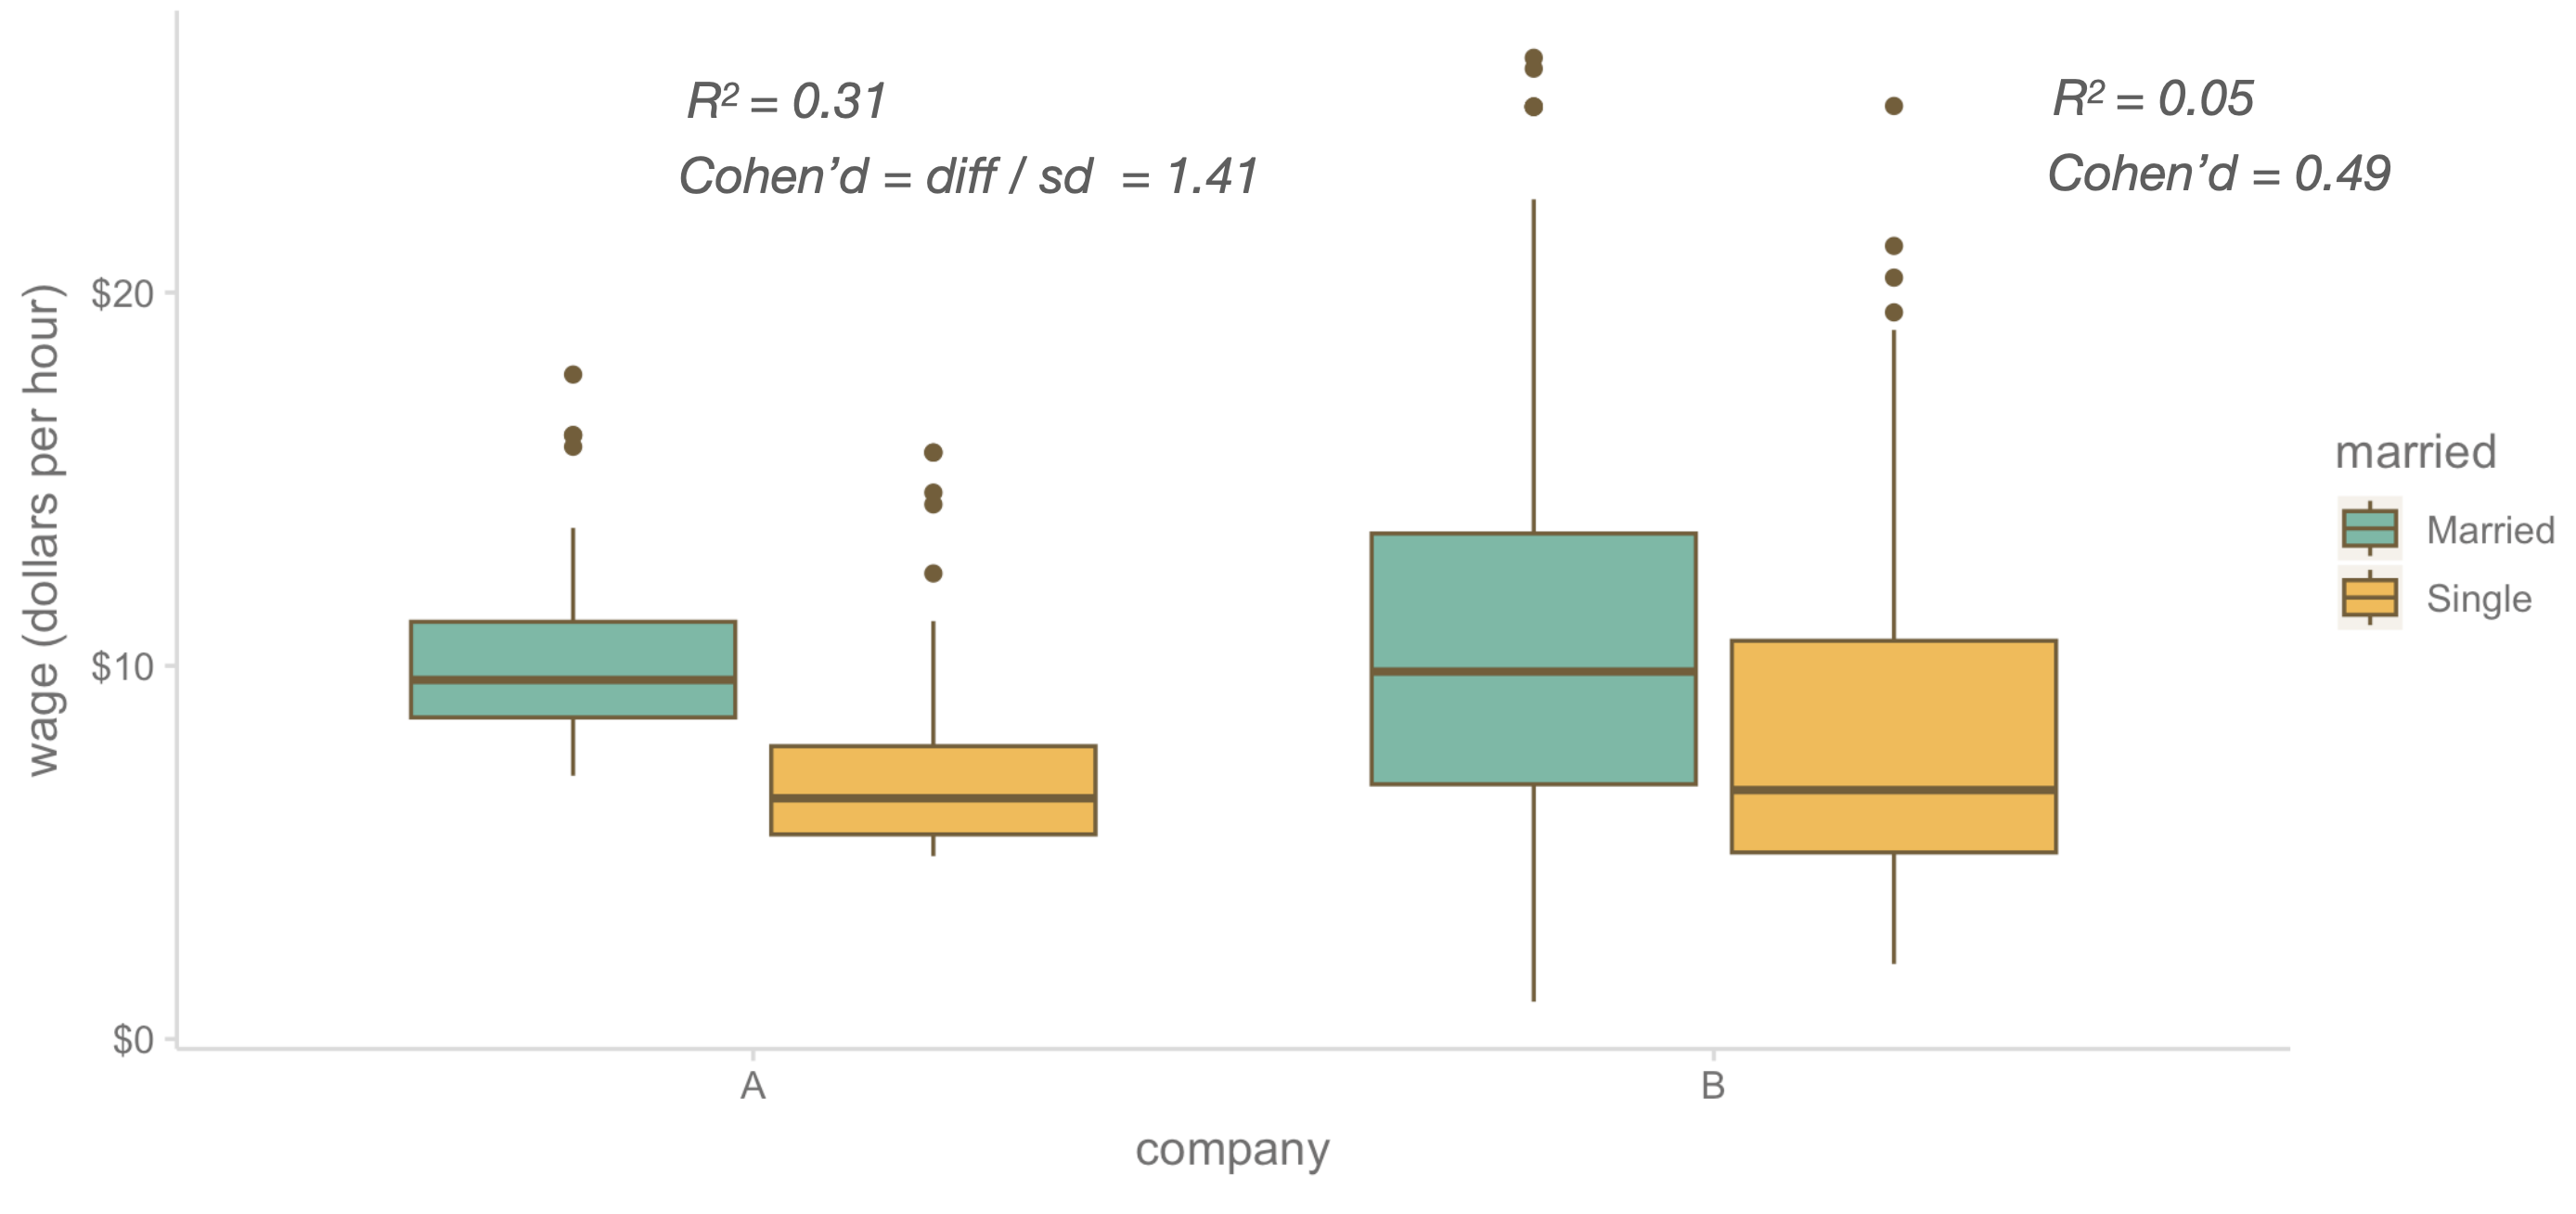 R² = 0.31
Cohen’d = diff / sd = 1.41
R² = 0.05
Cohen’d = 0.49
wage (dollars per hour)
$20
$10
$0
A
B
company
married
Married
Single